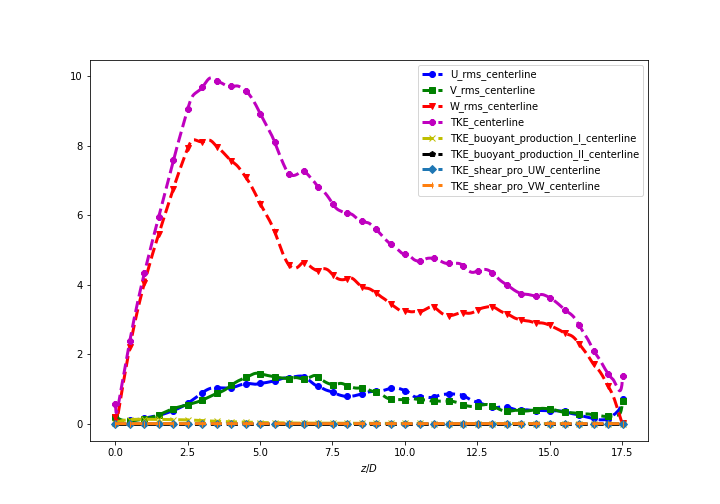 10
8
6
4
2
0
U_rms_centerline
V_rms_centerline
W_rms_centerline
TKE_centerline
TKE_buoyant_production_I_centerline
TKE_buoyant_production_II_centerline
TKE_shear_pro_UW_centerline
TKE_shear_pro_VW_centerline
0.0 2.5 5.0 7.5 10.0 12.5 15.0 17.5
z/D